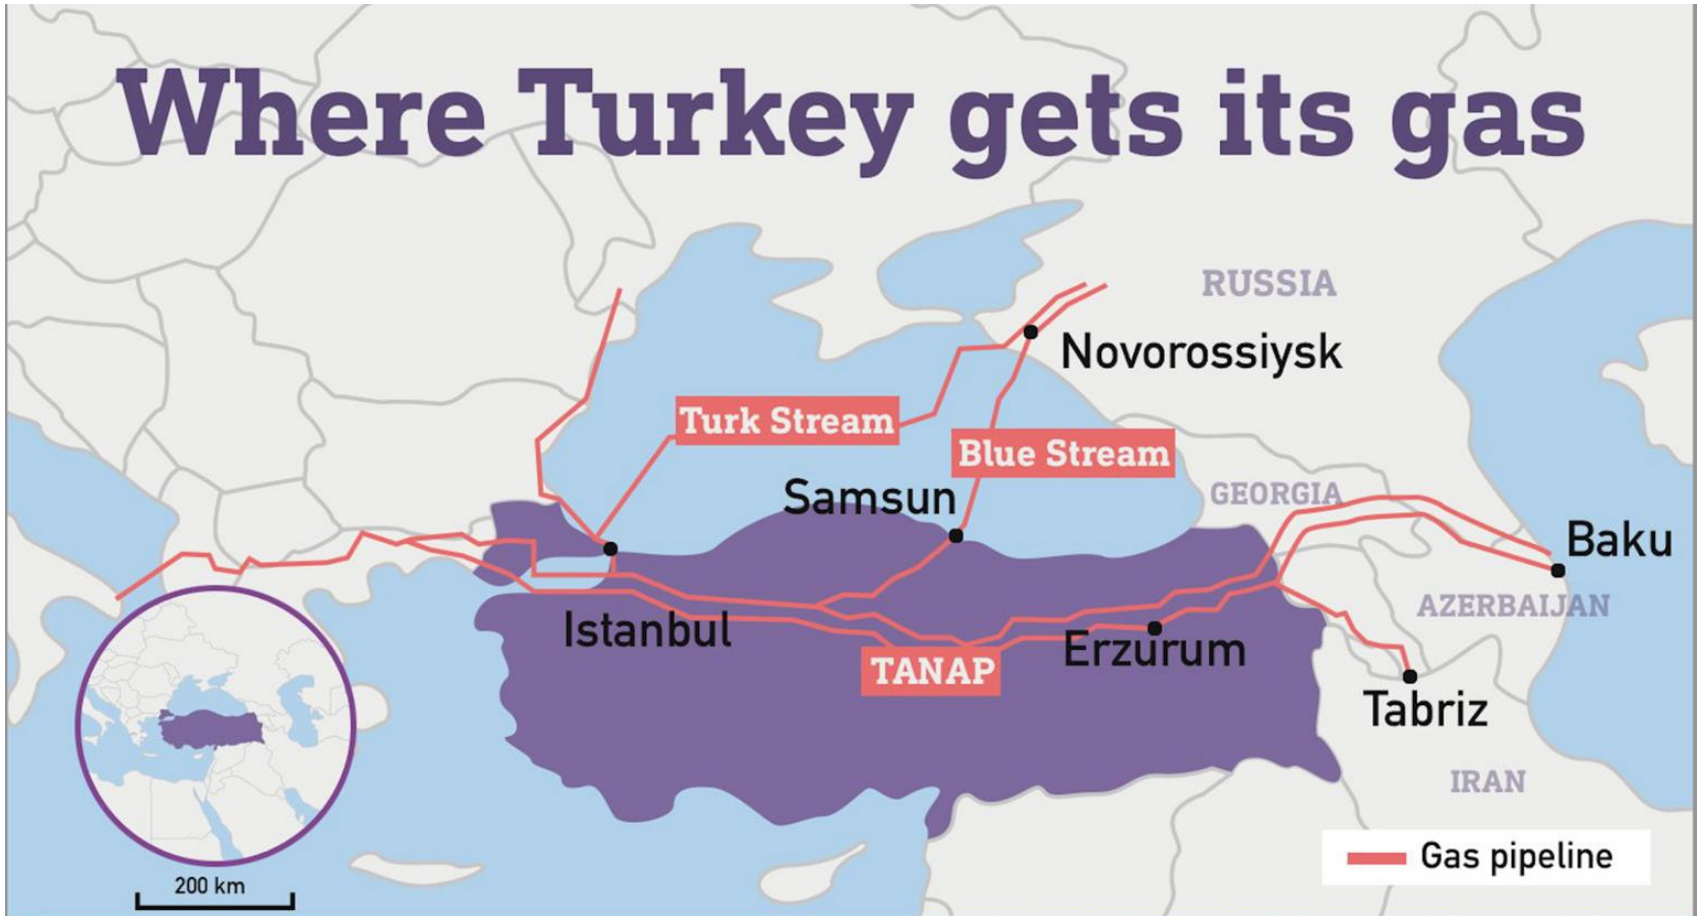 Where Turkey gets its gas
RUSSIA
Novorossiysk
Turk Stream
Blue Stream
Samsun
GEORGIA
Baku
AZERBAIJAN
Istanbul
Erzurum
TANAP
Tabriz
IRAN
Gas pipeline
200 km